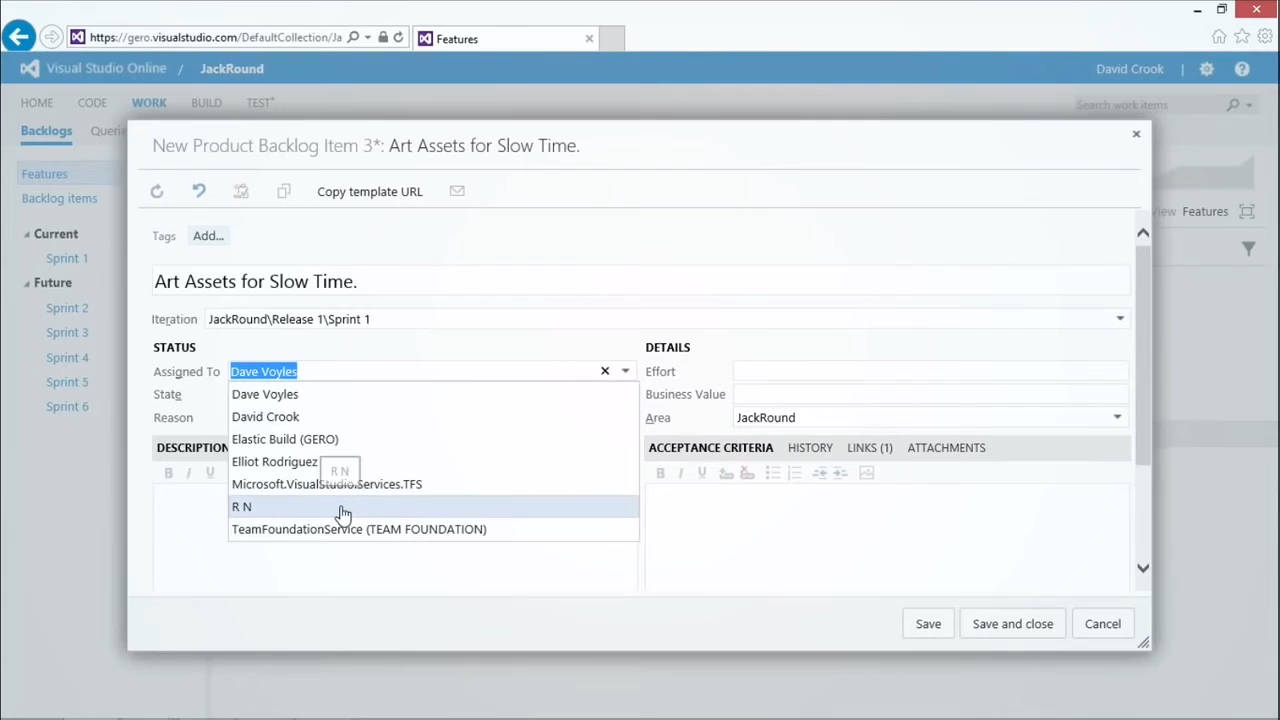 https://gero.visualstudio.com/DefaultCollection/Ja
Features
Visual Studio Online / JackRound
David Crook
HOME CODE WORK BUILD TEST*
Search work items
Backlogs Queri
New Product Backlog Item 3*: Art Assets for Slow Time.
Features
Copy template URL
Backlog items
View Features
Current
Tags Add...
Sprint 1
Future
Art Assets for Slow Time.
Sprint 2
Iteration JackRound\Release 1\Sprint 1
Sprint 3
STATUS DETAILS
Sprint 4
Assigned To Dave Voyles Effort
Sprint 5
State Dave Voyles Business Value
Sprint 6
Reason David Crook Area JackRound
Elastic Build (GERO)
DESCRIPTION ACCEPTANCE CRITERIA HISTORY LINKS (1) ATTACHMENTS
Elliot Rodriguez
R N
B I U B I U
Microsoft.VisualStudio.Services.TFS
R N
TeamFoundationService (TEAM FOUNDATION)
Save Save and close Cancel